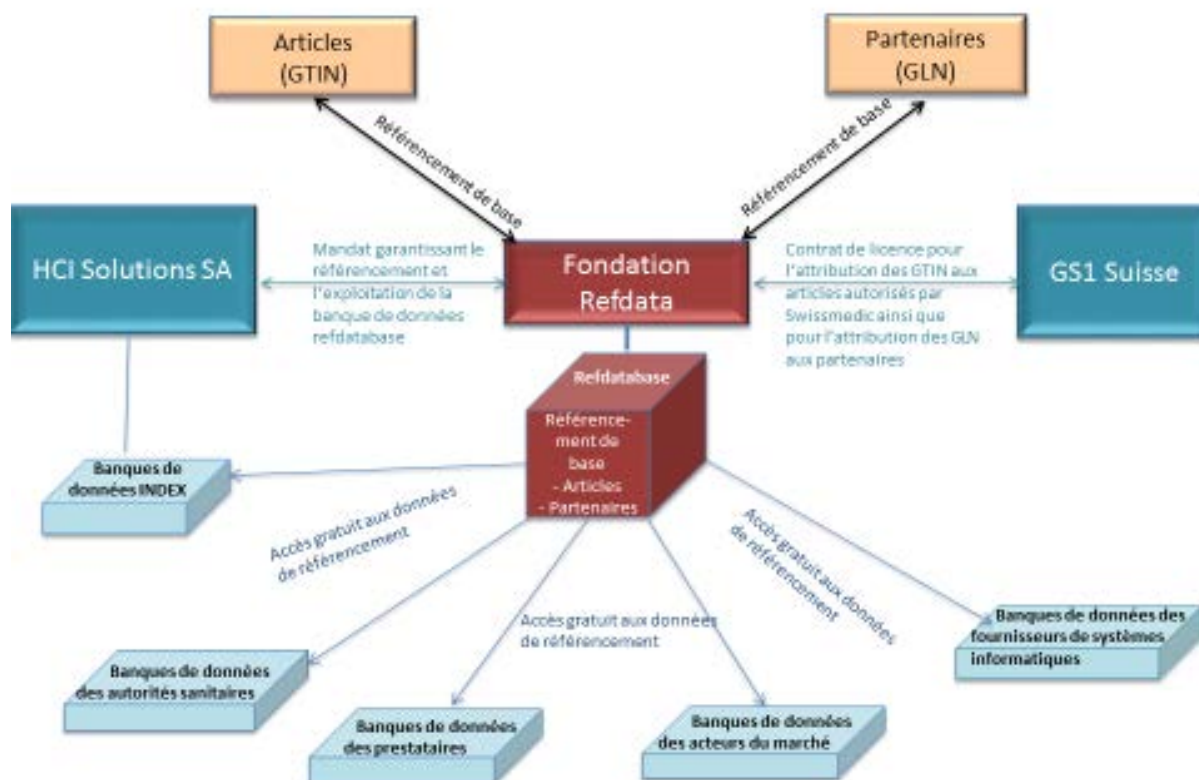 Articles
(GTIN)
Partenaires
(GLN)
Référencement de base
Référencement de base
HCI Solutions SA
Mandat garantissant le
référencement et
l'exploitation de la
banque de données
refdatabase
Fondation
Refdata
Contrat de licence pour
l'attribution des GTIN aux
articles autorisés par
Swissmedic ainsi que
pour l'attribution des GLN
aux partenaires
GS1 Suisse
Refdatabase
Référence-
ment de
base
- Articles
- Partenaires
Banques de
données INDEX
Accès gratuit aux données
de référencement
Accès gratuit aux données
de référencement
Accès gratuit aux données
de référencement
Banques de données des
fournisseurs de systèmes
informatiques
Banques de données
des autorités sanitaires
Banques de données
des prestataires
Banques de données
des acteurs du marché